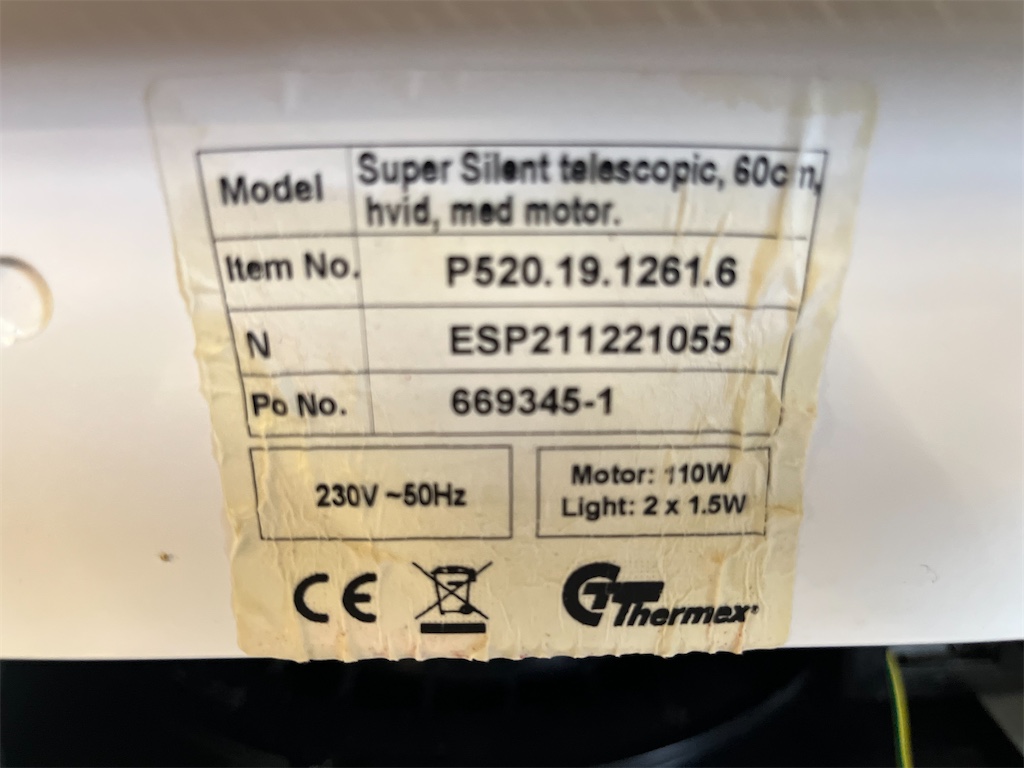 Model Super Silent telescopic, 60cm,
hvid, med motor.
Item No. P520.19.1261.6
N ESP211221055
Po No. 669345-1
230V ~50Hz
Motor: 110W
Light: 2 x 1.5W
CE
Thermex